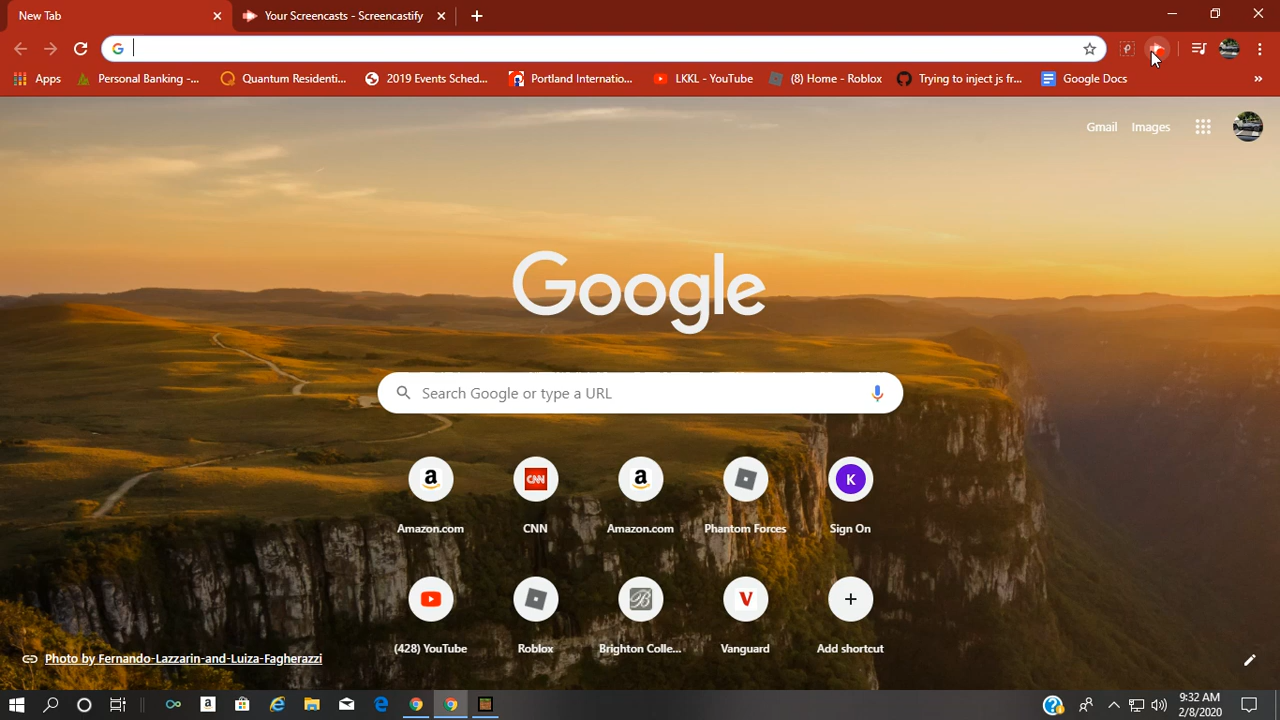 New Tab
Your Screencasts - Screencastify
Apps
Personal Banking -...
Quantum Residenti...
2019 Events Sched...
Portland Internatio...
LKKL - YouTube
(8) Home - Roblox
Trying to inject js fr...
Google Docs
»
Gmail
Images
Google
Search Google or type a URL
Amazon.com
CNN
CNN
Amazon.com
Phantom Forces
K
Sign On
(428) YouTube
Roblox
Brighton Colle...
Vanguard
Add shortcut
Photo by Fernando-Lazzarin-and-Luiza-Fagherazzi
9:32 AM
2/8/2020